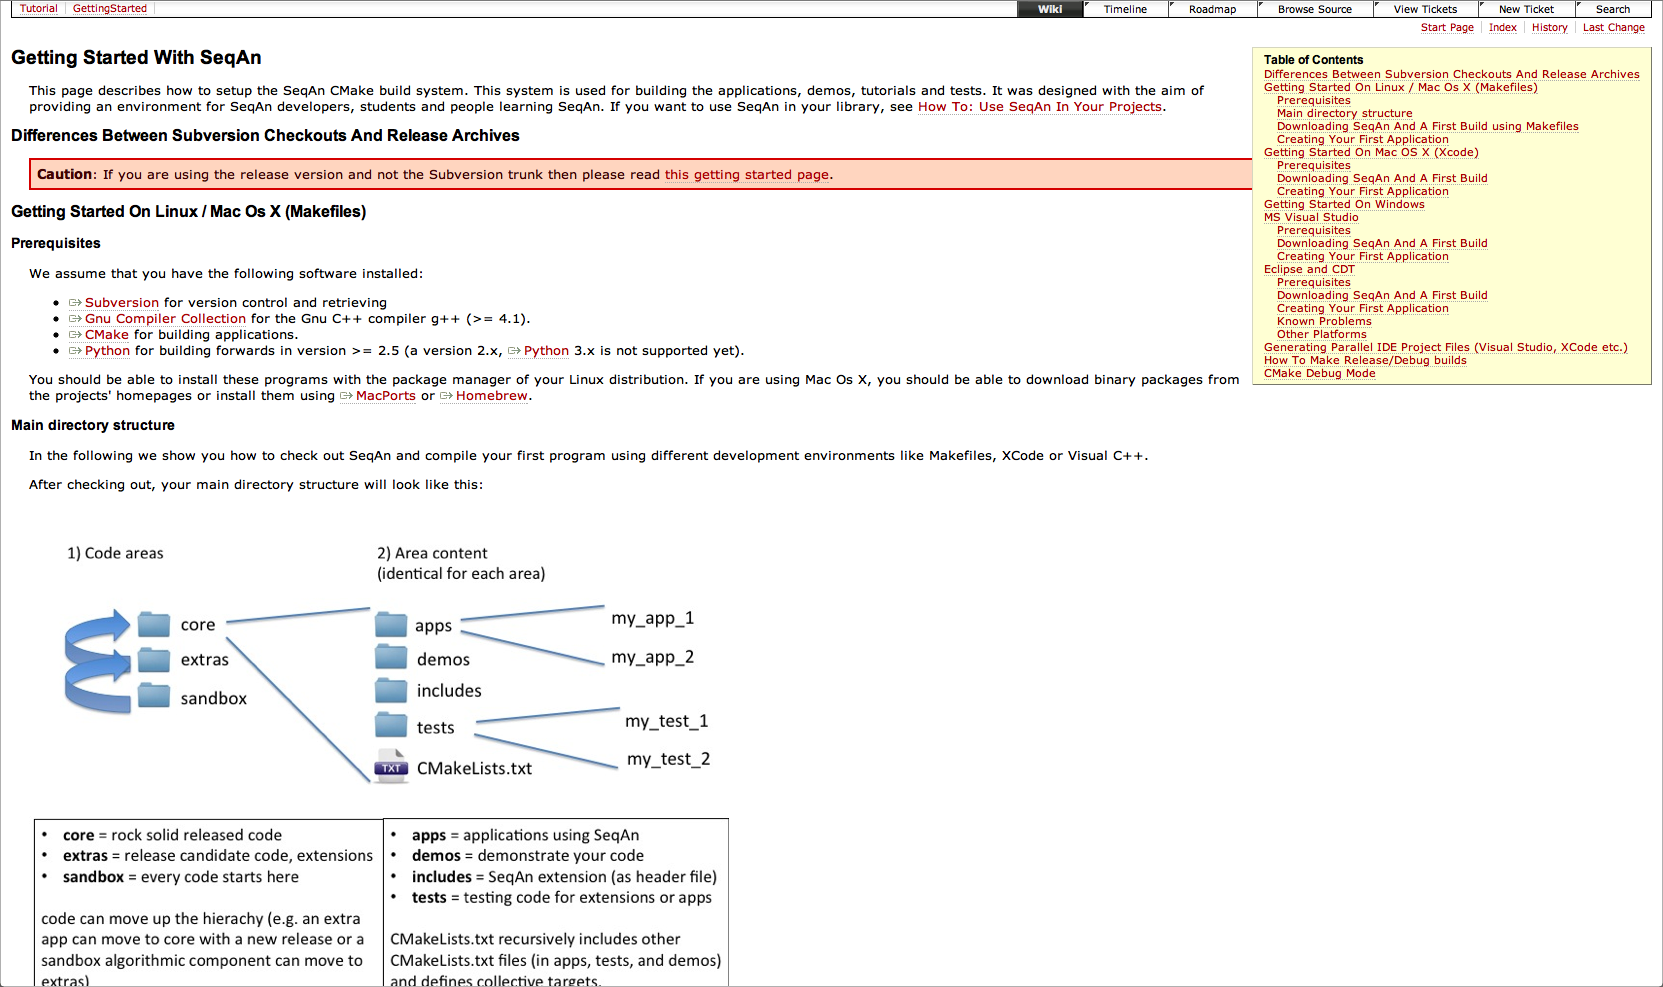 Tutorial GettingStarted
Wiki Timeline Roadmap Browse Source View Tickets New Ticket Search
Start Page Index History Last Change
Getting Started With SeqAn
This page describes how to setup the SeqAn CMake build system. This system is used for building the applications, demos, tutorials and tests. It was designed with the aim of
providing an environment for SeqAn developers, students and people learning SeqAn. If you want to use SeqAn in your library, see How To: Use SeqAn In Your Projects.
Differences Between Subversion Checkouts And Release Archives
Caution: If you are using the release version and not the Subversion trunk then please read this getting started page.
Getting Started On Linux / Mac Os X (Makefiles)
Prerequisites
We assume that you have the following software installed:
• Subversion for version control and retrieving
• Gnu Compiler Collection for the Gnu C++ compiler g++ (>= 4.1).
• CMake for building applications.
• Python for building forwards in version >= 2.5 (a version 2.x, Python 3.x is not supported yet).
You should be able to install these programs with the package manager of your Linux distribution. If you are using Mac Os X, you should be able to download binary packages from
the projects' homepages or install them using MacPorts or Homebrew.
Main directory structure
In the following we show you how to check out SeqAn and compile your first program using different development environments like Makefiles, XCode or Visual C++.
After checking out, your main directory structure will look like this:
Table of Contents
Differences Between Subversion Checkouts And Release Archives
Getting Started On Linux / Mac Os X (Makefiles)
Prerequisites
Main directory structure
Downloading SeqAn And A First Build using Makefiles
Creating Your First Application
Getting Started On Mac OS X (Xcode)
Prerequisites
Downloading SeqAn And A First Build
Creating Your First Application
Getting Started On Windows
MS Visual Studio
Prerequisites
Downloading SeqAn And A First Build
Creating Your First Application
Eclipse and CDT
Prerequisites
Downloading SeqAn And A First Build
Creating Your First Application
Known Problems
Other Platforms
Generating Parallel IDE Project Files (Visual Studio, XCode etc.)
How To Make Release/Debug builds
CMake Debug Mode
1) Code areas
core
extras
sandbox
2) Area content
(identical for each area)
apps
demos
includes
tests
TXT CMakeLists.txt
my_app_1
my_app_2
my_test_1
my_test_2
• core = rock solid released code
• extras = release candidate code, extensions
• sandbox = every code starts here
code can move up the hierachy (e.g. an extra
app can move to core with a new release or a
sandbox algorithmic component can move to
extras)
• apps = applications using SeqAn
• demos = demonstrate your code
• includes = SeqAn extension (as header file)
• tests = testing code for extensions or apps
CMakeLists.txt recursively includes other
CMakeLists.txt files (in apps, tests, and demos)
and defines collective targets.